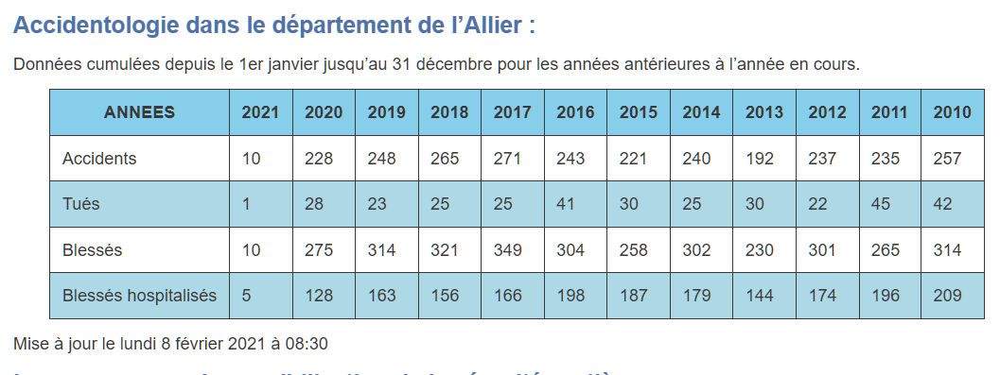 Accidentologie dans le département de l’Allier :
Données cumulées depuis le 1er janvier jusqu’au 31 décembre pour les années antérieures à l’année en cours.
ANNEES 2021 2020 2019 2018 2017 2016 2015 2014 2013 2012 2011 2010
Accidents 10 228 248 265 271 243 221 240 192 237 235 257
Tués 1 28 23 25 25 41 30 25 30 22 45 42
Blessés 10 275 314 321 349 304 258 302 230 301 265 314
Blessés hospitalisés 5 128 163 156 166 198 187 179 144 174 196 209
Mise à jour le lundi 8 février 2021 à 08:30